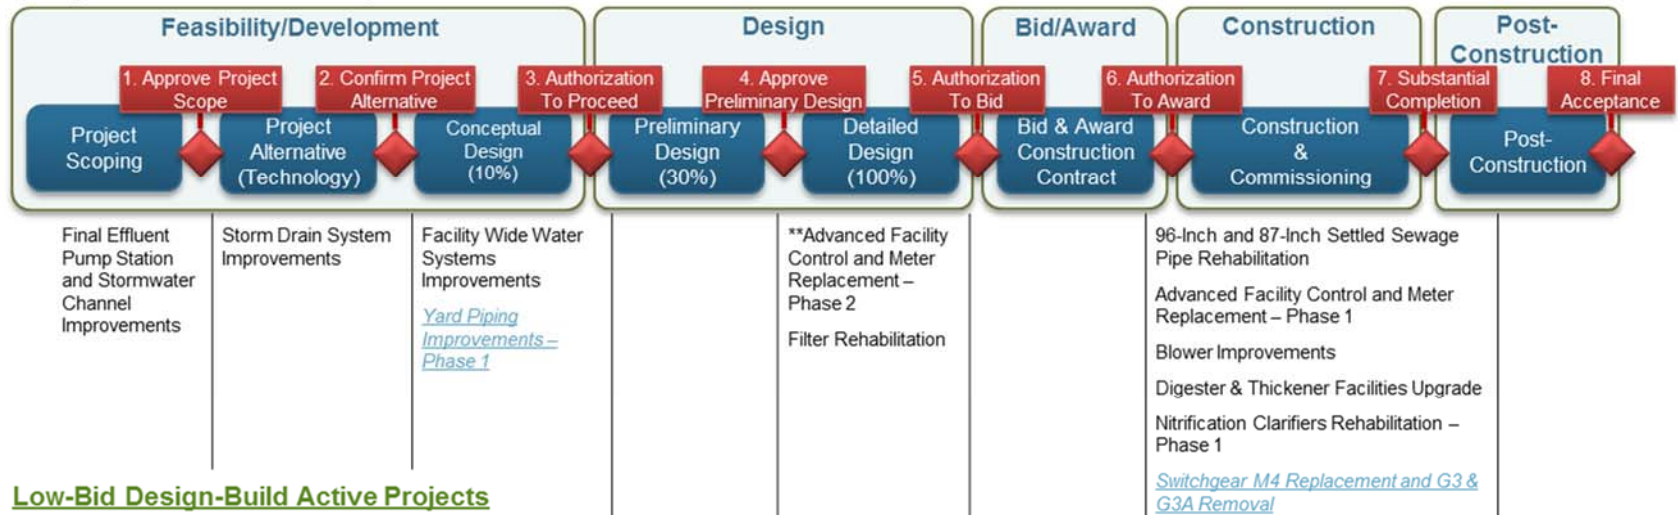 Feasibility/Development
Design
Bid/Award
Construction
Post-
Construction
1. Approve Project
Scope
2. Confirm Project
Alternative
3. Authorization
To Proceed
4. Approve
Preliminary Design
5. Authorization
To Bid
6. Authorization
To Award
7. Substantial
Completion
8. Final
Acceptance
Project
Scoping
Project
Alternative
(Technology)
Conceptual
Design
(10%)
Preliminary
Design
(30%)
Detailed
Design
(100%)
Bid & Award
Construction
Contract
Construction
&
Commissioning
Post-
Construction
Final Effluent
Pump Station
and Stormwater
Channel
Improvements
Storm Drain System
Improvements
Facility Wide Water
Systems
Improvements
Yard Piping
Improvements –
Phase 1
**Advanced Facility
Control and Meter
Replacement –
Phase 2
Filter Rehabilitation
96-Inch and 87-Inch Settled Sewage
Pipe Rehabilitation
Advanced Facility Control and Meter
Replacement – Phase 1
Blower Improvements
Digester & Thickener Facilities Upgrade
Nitrification Clarifiers Rehabilitation –
Phase 1
Switchgear M4 Replacement and G3 &
G3A Removal
Low-Bid Design-Build Active Projects